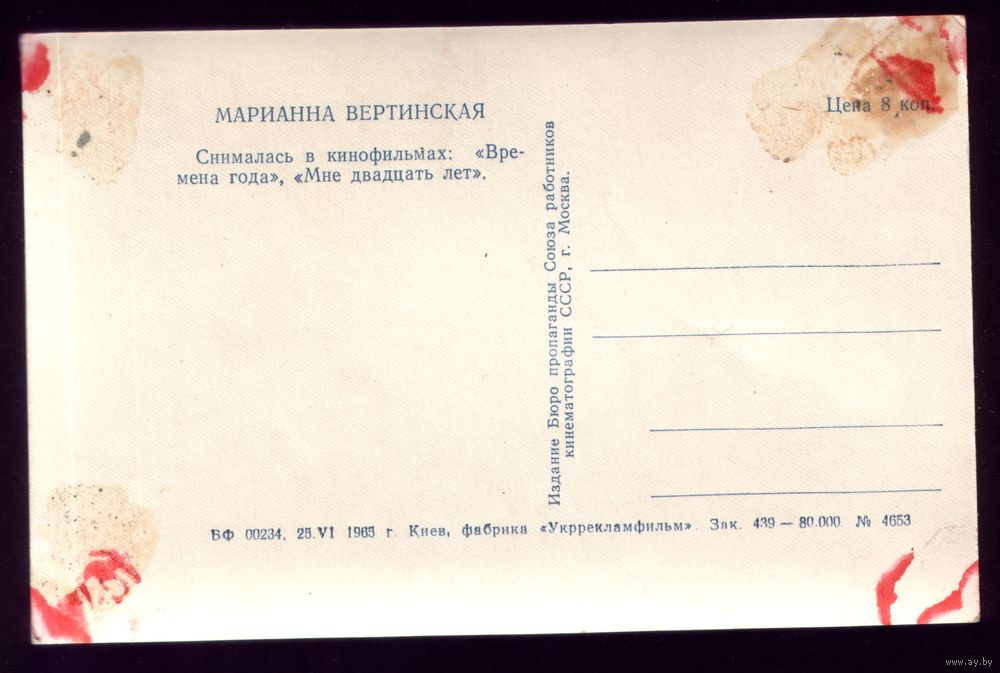 МАРИАННА ВЕРТИНСКАЯ
Снималась в кинофильмах: «Вре-
мена года», «Мне двадцать лет».
Издание Бюро пропаганды Союза работников
кинематографии СССР, г. Москва.
Цена 8 коп.
БФ 00234. 25.VI 1965 г. Киев, фабрика «Укррекламфильм». Зак. 439 — 80.000. № 4653
www.ay.by